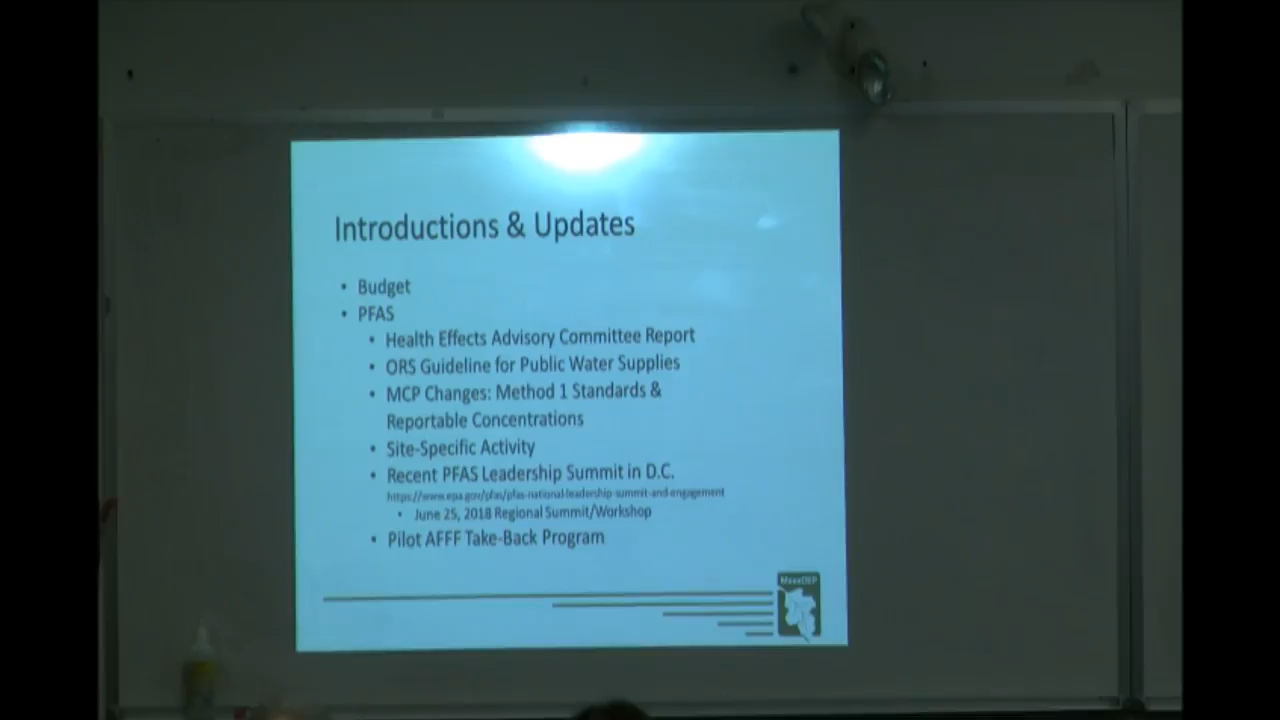 Introductions & Updates
• Budget
• PFAS
• Health Effects Advisory Committee Report
• ORS Guideline for Public Water Supplies
• MCP Changes: Method 1 Standards &
Reportable Concentrations
• Site-Specific Activity
• Recent PFAS Leadership Summit in D.C.
https://www.epa.gov/pfas/pfas-national-leadership-summit-and-engagement
• June 25, 2018 Regional Summit/Workshop
• Pilot AFFF Take-Back Program
MassDEP